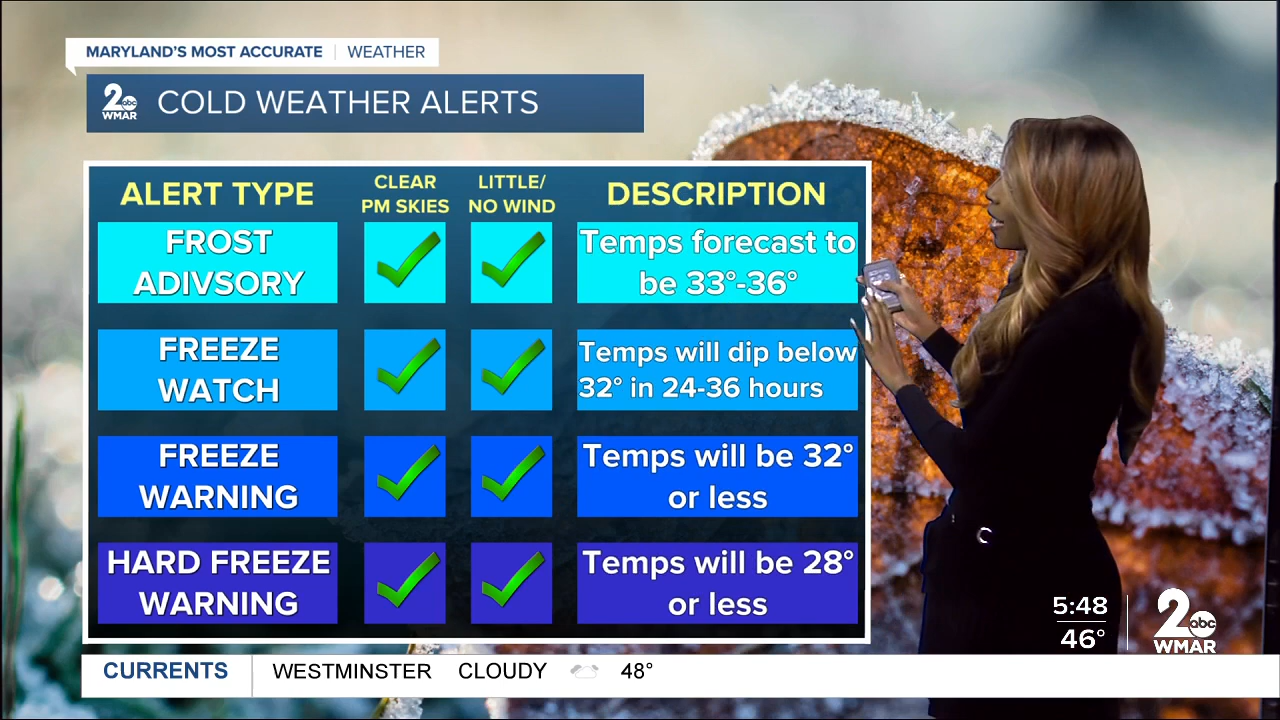 MARYLAND'S MOST ACCURATE | WEATHER
2 abc WMAR COLD WEATHER ALERTS
ALERT TYPE CLEAR PM SKIES LITTLE/ NO WIND DESCRIPTION
FROST
ADIVSORY
Temps forecast to
be 33°-36°
FREEZE
WATCH
Temps will dip below
32° in 24-36 hours
FREEZE
WARNING
Temps will be 32°
or less
HARD FREEZE
WARNING
Temps will be 28°
or less
5:48
46°
2 abc
WMAR
CURRENTS WESTMINSTER CLOUDY 48°